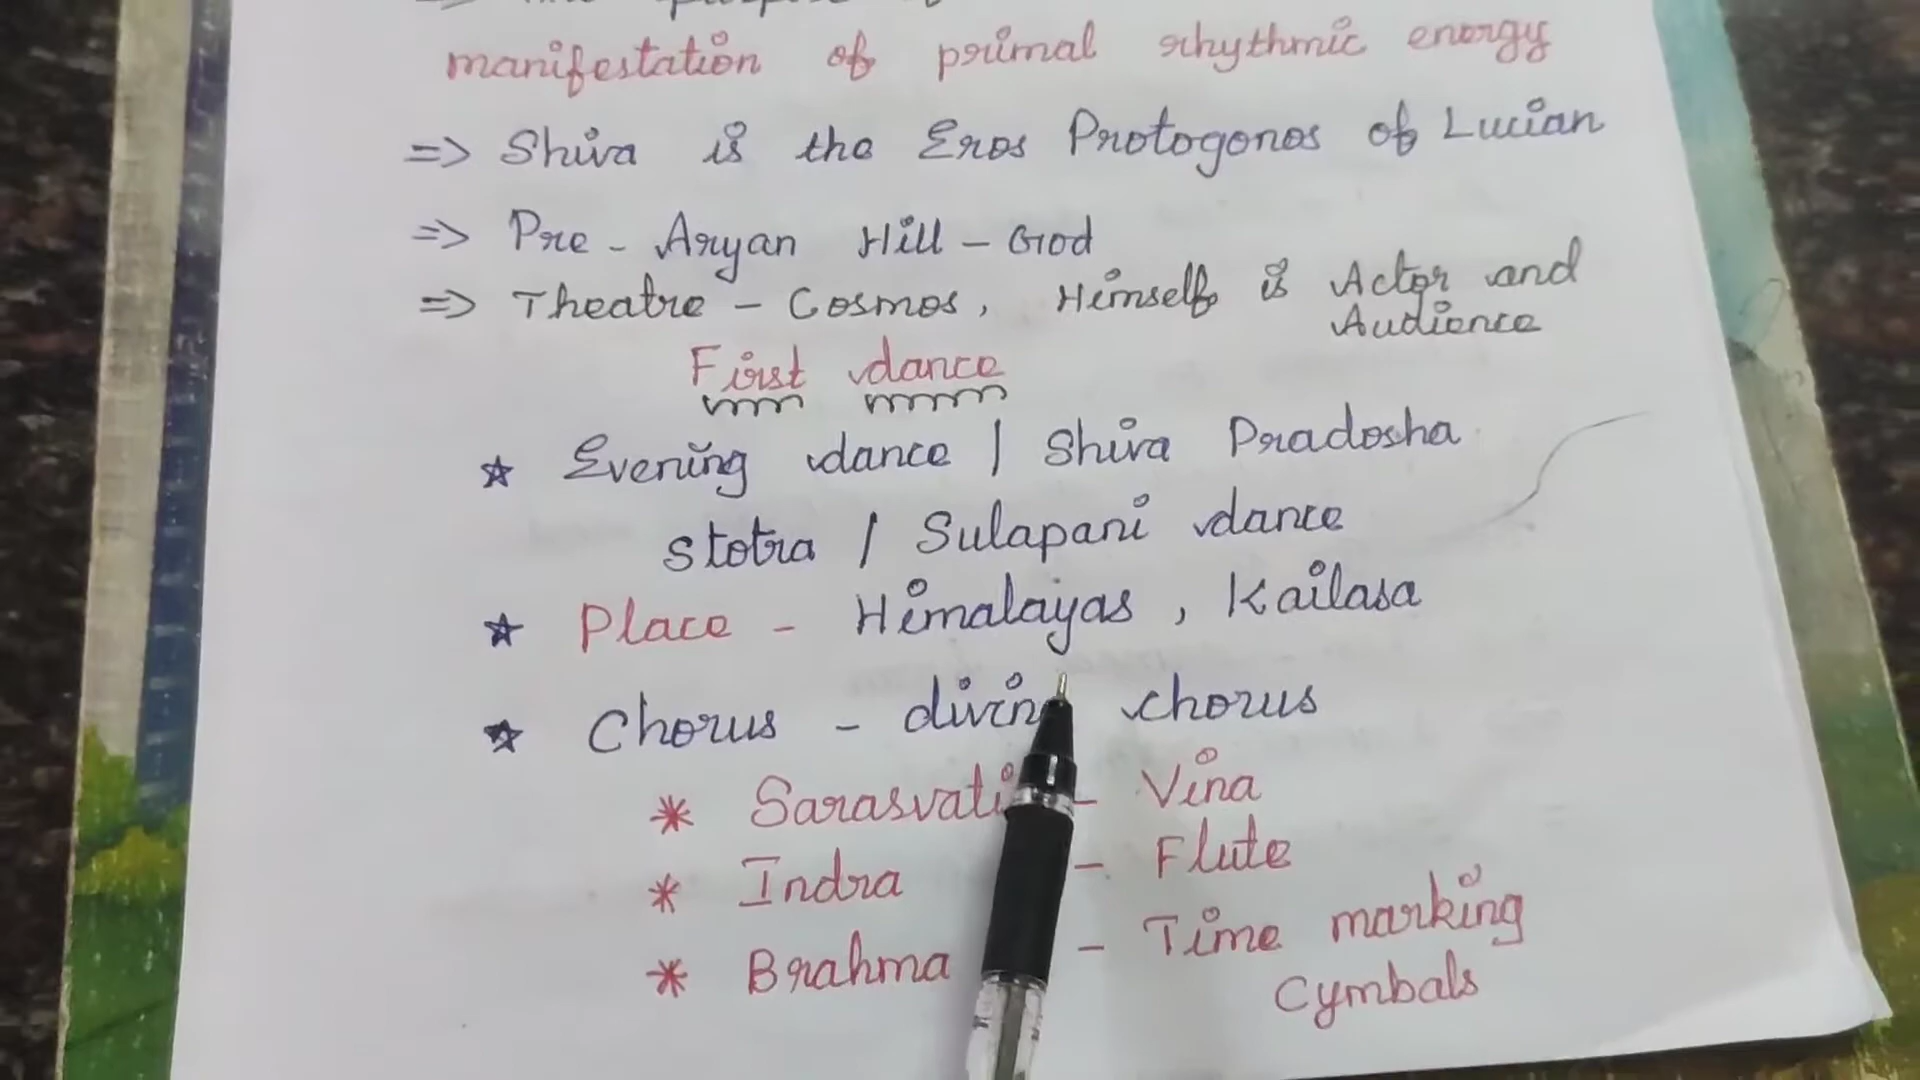 manifestation of primal rhythmic energy
=> Shiva is the Eros Protogonos of Lucian
=> Pre - Aryan Hill - God
=> Theatre - Cosmos, Himself is Actor and
Audience
First dance
☆ Evening dance / Shiva Pradosha
stotra / Sulapani dance
☆ Place - Himalayas, Kailasa
☆ Chorus - divine chorus
* Sarasvati - Vina
* Indra - Flute
* Brahma - Time marking
Cymbals